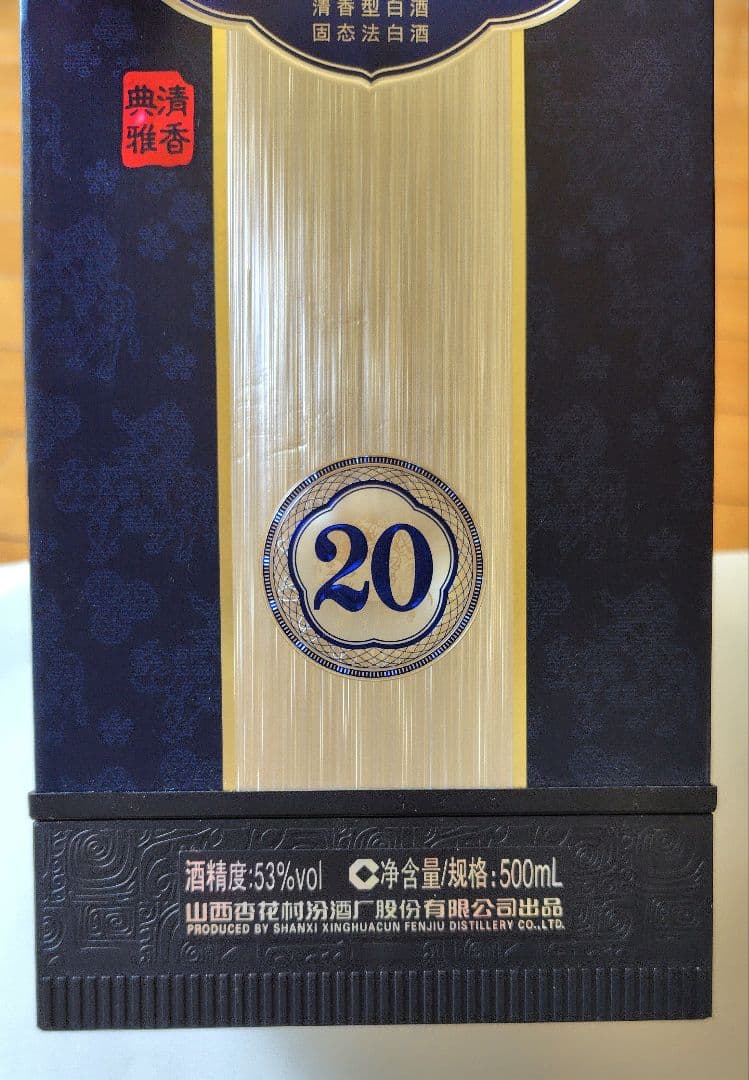 清香型白酒
固态法白酒
清香
典雅
20
酒精度:53%vol 净含量/规格:500mL
山西杏花村汾酒厂股份有限公司出品
PRODUCED BY SHANXI XINGHUACUN FENJIU DISTILLERY CO.,LTD.